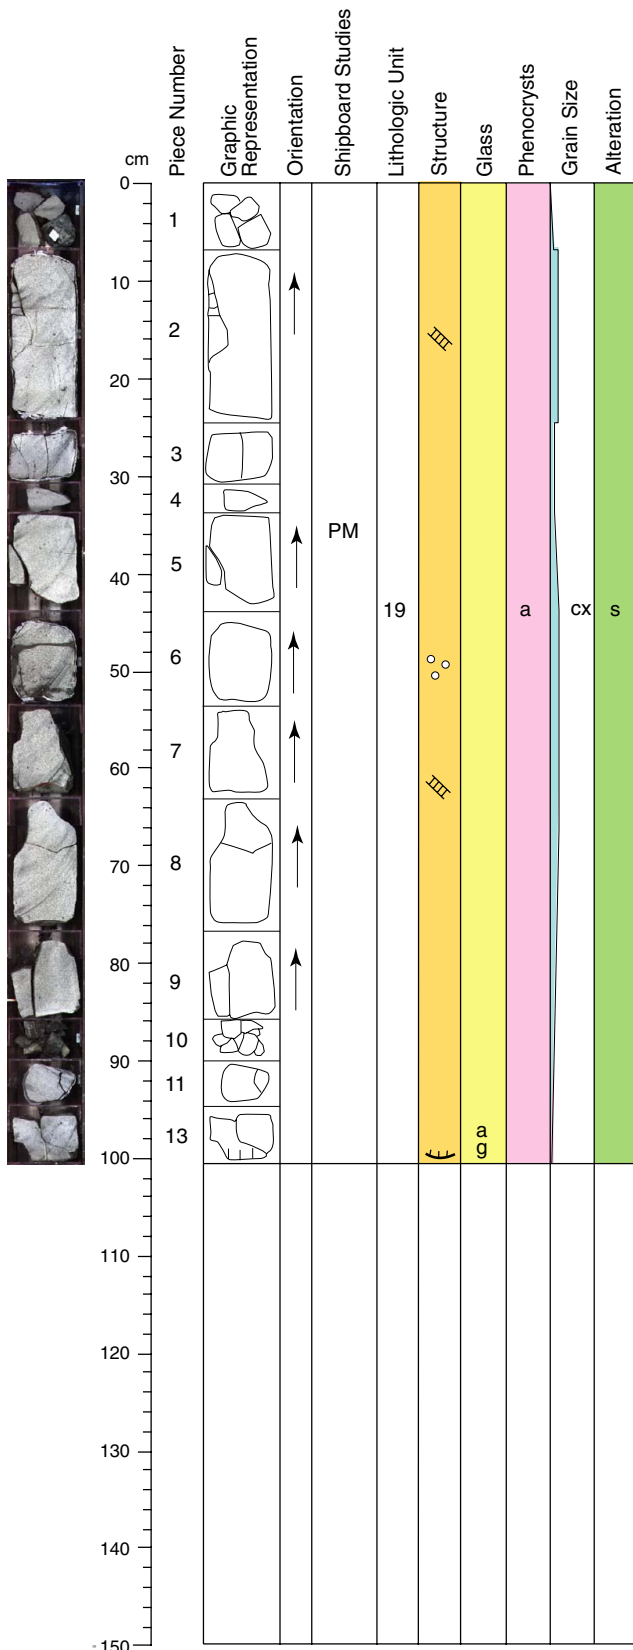 cm
Piece Number
Graphic
Representation
Orientation
Shipboard Studies
Lithologic Unit
Structure
Glass
Phenocrysts
Grain Size
Alteration
0
1
10
2
20
3
30
4
PM
5
40
19
a
cx
s
6
50
7
60
8
70
80
9
10
90
11
a
13
g
100
110
120
130
140
150